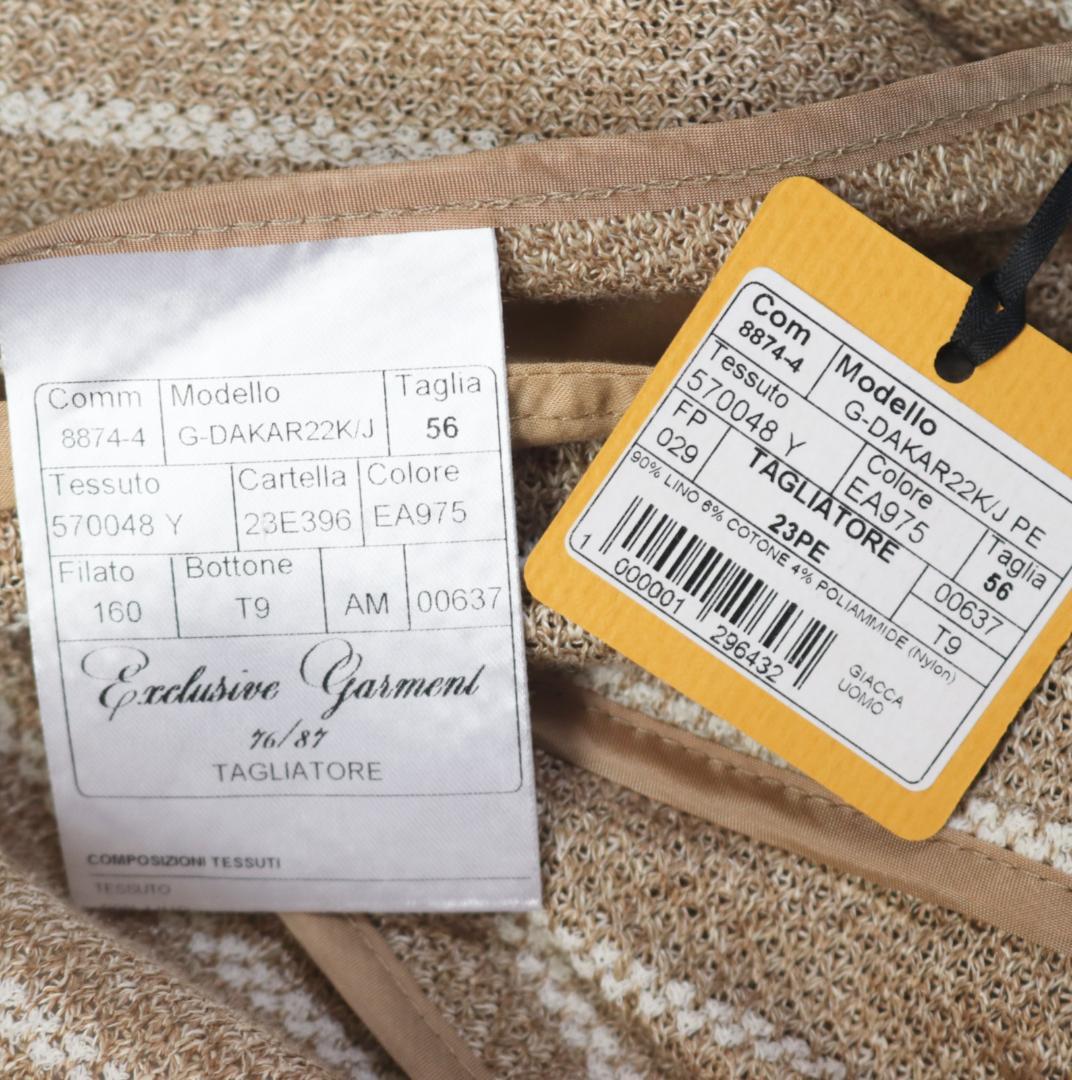 Comm Modello Taglia
8874-4 G-DAKAR22K/J 56
Tessuto Cartella Colore
570048 Y 23E396 EA975
Filato Bottone
160 T9 AM 00637
Exclusive Garment
76/87
TAGLIATORE
COMPOSIZIONI TESSUTI
TESSUTO
Com Modello
8874-4 G-DAKAR22K/J PE
Tessuto Colore Taglia
570048 Y EA975 56
FP TAGLIATORE 00637
029 23PE T9
90% LINO 6% COTONE 4% POLIAMMIDE (Nylon)
1 000001 296432
GIACCA
UOMO